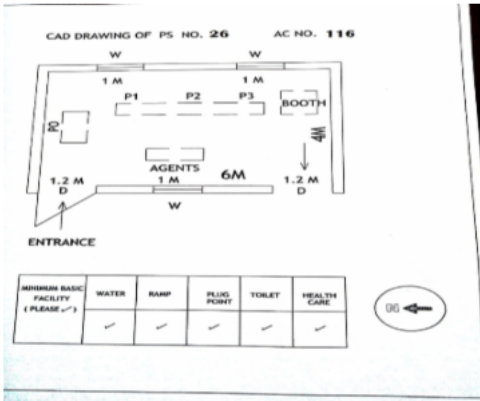 CAD DRAWING OF PS NO. 26 AC NO. 116
W W
1 M 1 M
P1 P2 P3
BOOTH
PO
4M
AGENTS
1.2 M 1 M 6M 1.2 M
D W D
ENTRANCE
MINIMUM BASIC
FACILITY
( PLEASE ✓ )
WATER
RAMP
PLUG
POINT
TOILET
HEALTH
CARE
✓ ✓ ✓ ✓ ✓
N